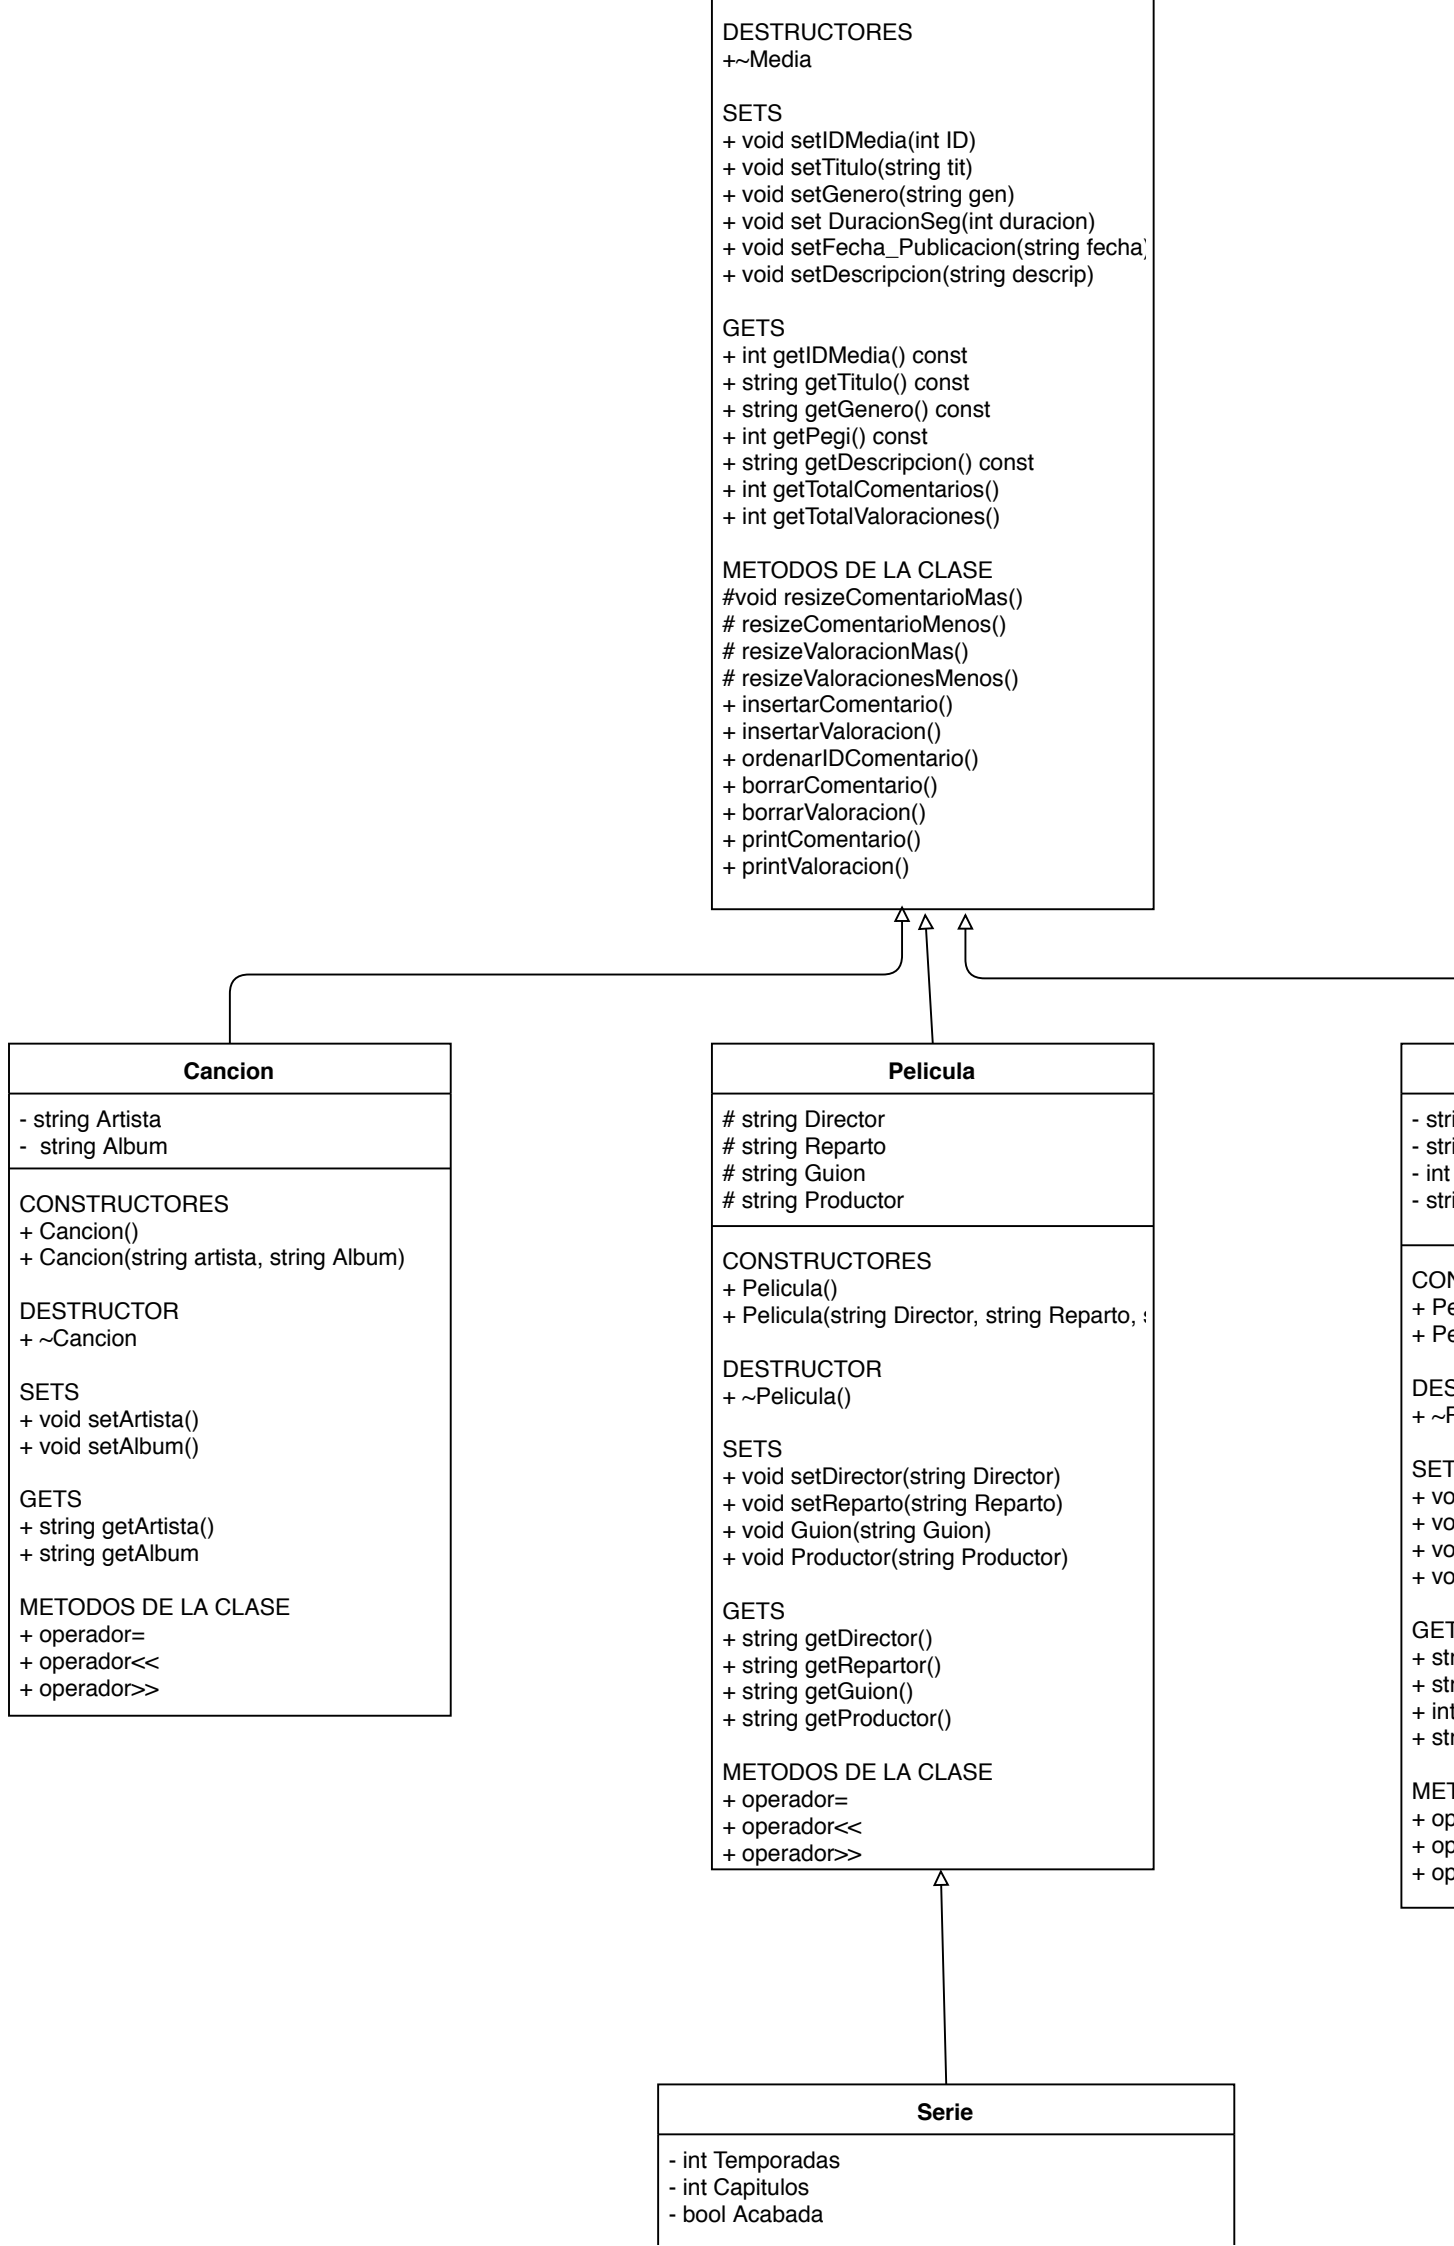 DESTRUCTORES
+~Media
SETS
+ void setIDMedia(int ID)
+ void setTitulo(string tit)
+ void setGenero(string gen)
+ void set DuracionSeg(int duracion)
+ void setFecha_Publicacion(string fecha)
+ void setDescripcion(string descrip)
GETS
+ int getIDMedia() const
+ string getTitulo() const
+ string getGenero() const
+ int getPegi() const
+ string getDescripcion() const
+ int getTotalComentarios()
+ int getTotalValoraciones()
METODOS DE LA CLASE
#void resizeComentarioMas()
# resizeComentarioMenos()
# resizeValoracionMas()
# resizeValoracionesMenos()
+ insertarComentario()
+ insertarValoracion()
+ ordenarIDComentario()
+ borrarComentario()
+ borrarValoracion()
+ printComentario()
+ printValoracion()
Cancion
- string Artista
-  string Album
CONSTRUCTORES
+ Cancion()
+ Cancion(string artista, string Album)
DESTRUCTOR
+ ~Cancion
SETS
+ void setArtista()
+ void setAlbum()
GETS
+ string getArtista()
+ string getAlbum
METODOS DE LA CLASE
+ operador=
+ operador<<
+ operador>>
Pelicula
# string Director
# string Reparto
# string Guion
# string Productor
CONSTRUCTORES
+ Pelicula()
+ Pelicula(string Director, string Reparto,
DESTRUCTOR
+ ~Pelicula()
SETS
+ void setDirector(string Director)
+ void setReparto(string Reparto)
+ void Guion(string Guion)
+ void Productor(string Productor)
GETS
+ string getDirector()
+ string getRepartor()
+ string getGuion()
+ string getProductor()
METODOS DE LA CLASE
+ operador=
+ operador<<
+ operador>>
- int
+ int
Serie
- int Temporadas
- int Capitulos
- bool Acabada